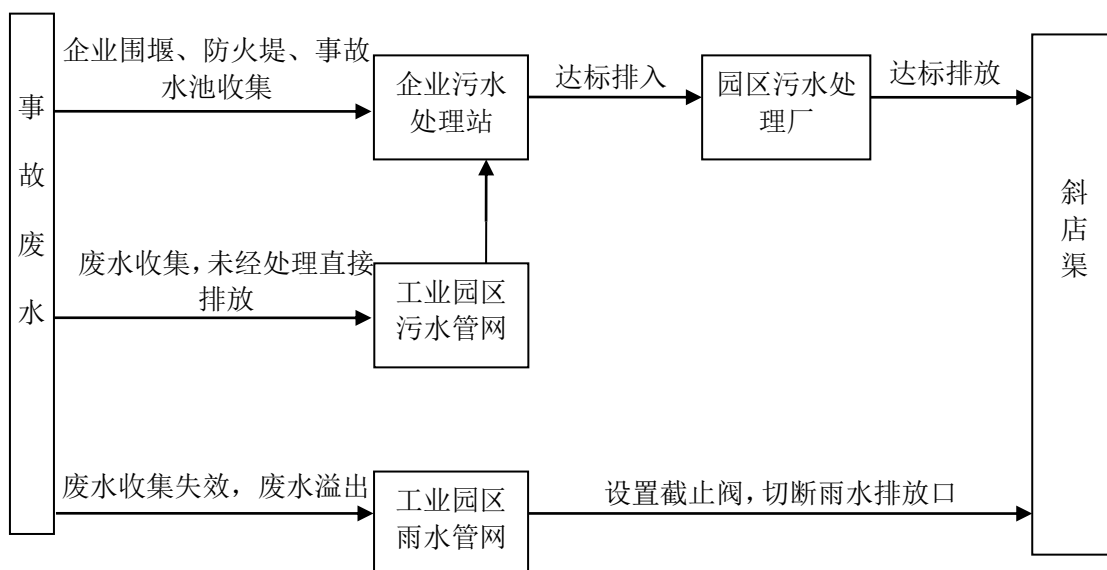 事故废水
企业围堰、防火堤、事故
水池收集
企业污水
处理站
达标排入
园区污水处
理厂
达标排放
斜店渠
废水收集,未经处理直接
排放
工业园区
污水管网
废水收集失效，废水溢出
工业园区
雨水管网
设置截止阀,切断雨水排放口